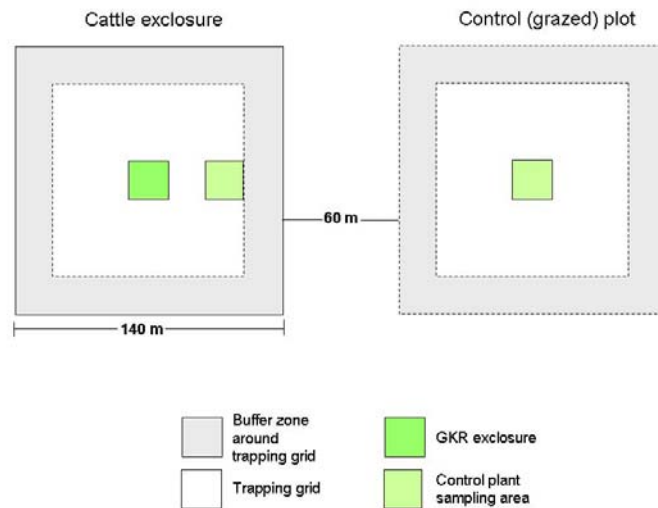 Cattle exclosure
Control (grazed) plot
60 m
140 m
Buffer zone
around
trapping grid
GKR exclosure
Trapping grid
Control plant
sampling area